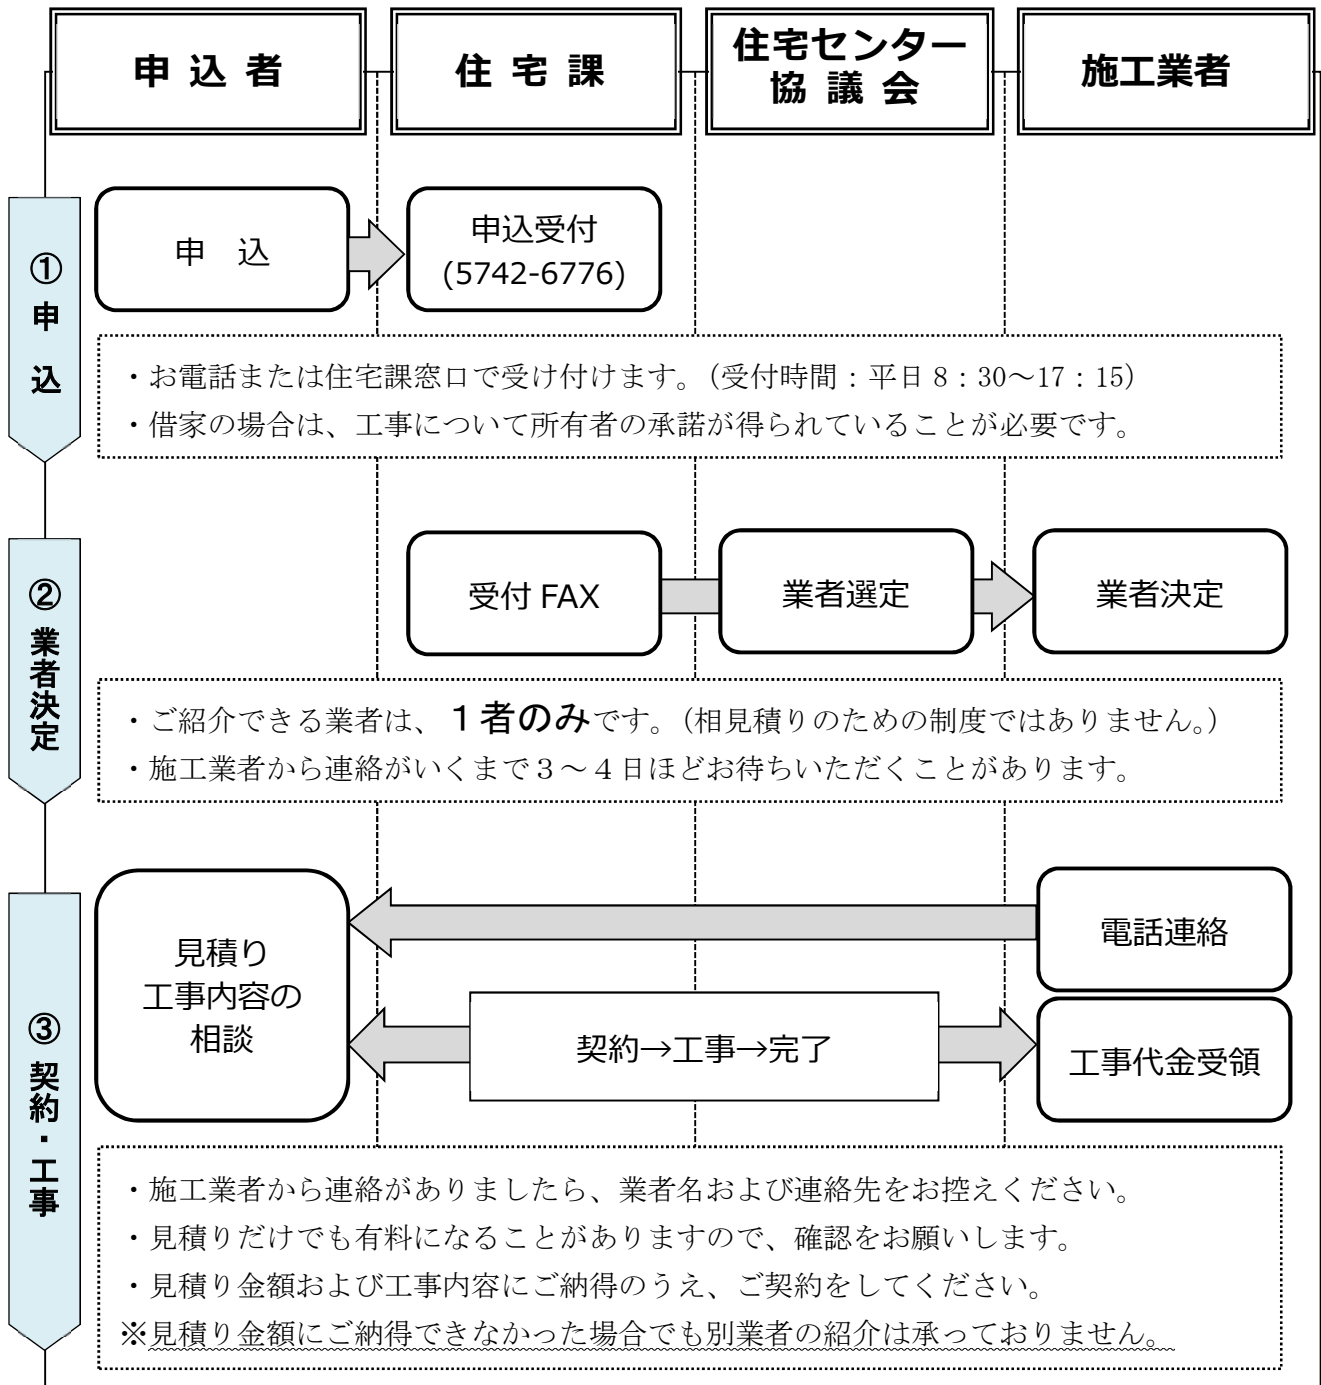 申 込 者
住 宅 課
住宅センター
協 議 会
施工業者
①申 込
申 込
申込受付
(5742-6776)
・お電話または住宅課窓口で受け付けます。(受付時間：平日 8：30～17：15)
・借家の場合は、工事について所有者の承諾が得られていることが必要です。
②業者決定
受付 FAX
業者選定
業者決定
・ご紹介できる業者は、１者のみです。(相見積りのための制度ではありません。)
・施工業者から連絡がいくまで３～４日ほどお待ちいただくことがあります。
③契約・工事
見積り
工事内容の
相談
電話連絡
契約→工事→完了
工事代金受領
・施工業者から連絡がありましたら、業者名および連絡先をお控えください。
・見積りだけでも有料になることがありますので、確認をお願いします。
・見積り金額および工事内容にご納得のうえ、ご契約をしてください。
※見積り金額にご納得できなかった場合でも別業者の紹介は承っておりません。